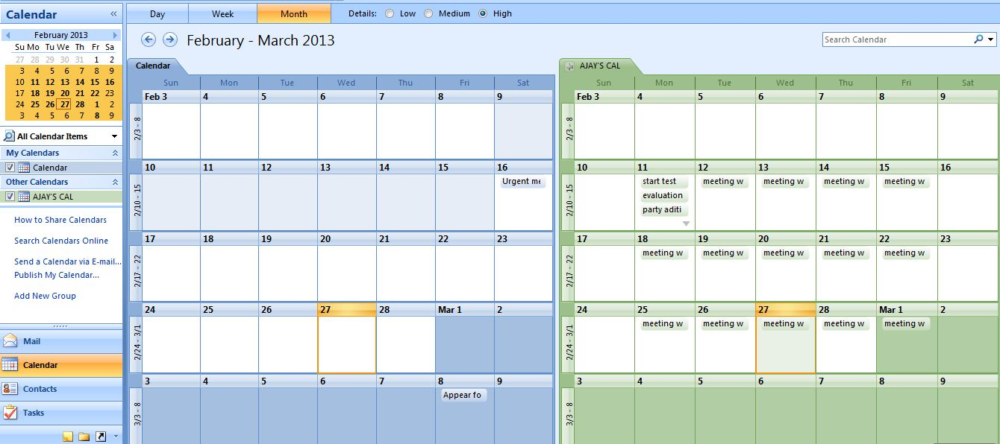 Calendar «
Day Week Month Details: Low Medium High
February 2013
Su Mo Tu We Th Fr Sa
27 28 29 30 31 1 2
3 4 5 6 7 8 9
10 11 12 13 14 15 16
17 18 19 20 21 22 23
24 25 26 27 28 1 2
3 4 5 6 7 8 9
All Calendar Items
My Calendars
Calendar
Other Calendars
AJAY'S CAL
How to Share Calendars
Search Calendars Online
Send a Calendar via E-mail...
Publish My Calendar...
Add New Group
Mail
Calendar
Contacts
Tasks
February - March 2013
Search Calendar
Calendar
Sun Mon Tue Wed Thu Fri Sat
Feb 3 4 5 6 7 8 9
2/3 - 8
10 11 12 13 14 15 16
2/10 - 15
Urgent me
17 18 19 20 21 22 23
2/17 - 22
24 25 26 27 28 Mar 1 2
2/24 - 3/1
3 4 5 6 7 8 9
3/3 - 8
Appear fo
AJAY'S CAL
Sun Mon Tue Wed Thu Fri Sat
Feb 3 4 5 6 7 8 9
2/3 - 8
10 11 12 13 14 15 16
2/10 - 15
start test meeting w meeting w meeting w meeting w
evaluation
party aditi
17 18 19 20 21 22 23
2/17 - 22
meeting w meeting w meeting w meeting w meeting w
24 25 26 27 28 Mar 1 2
2/24 - 3/1
meeting w meeting w meeting w meeting w meeting w
3 4 5 6 7 8 9
3/3 - 8